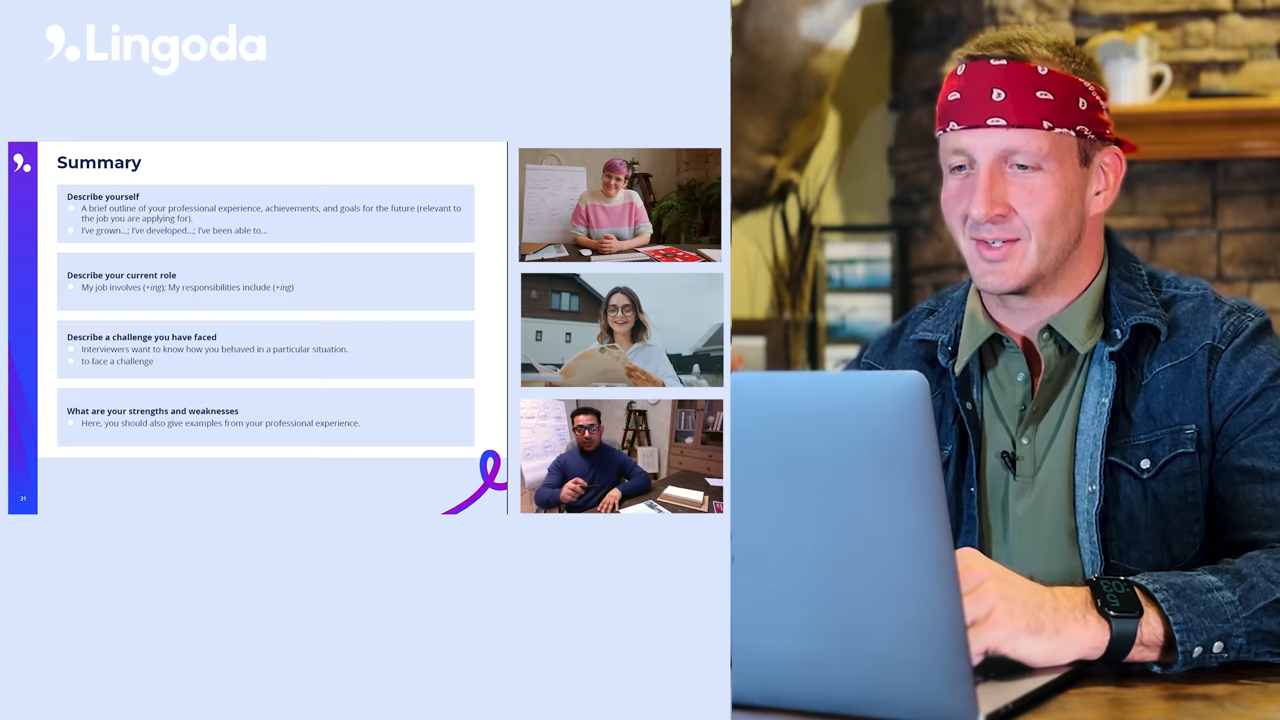 Lingoda
Summary
Describe yourself
A brief outline of your professional experience, achievements, and goals for the future (relevant to
the job you are applying for).
I've grown...; I've developed...; I've been able to...
Describe your current role
My job involves (+ing); My responsibilities include (+ing)
Describe a challenge you have faced
Interviewers want to know how you behaved in a particular situation.
to face a challenge
What are your strengths and weaknesses
Here, you should also give examples from your professional experience.
31